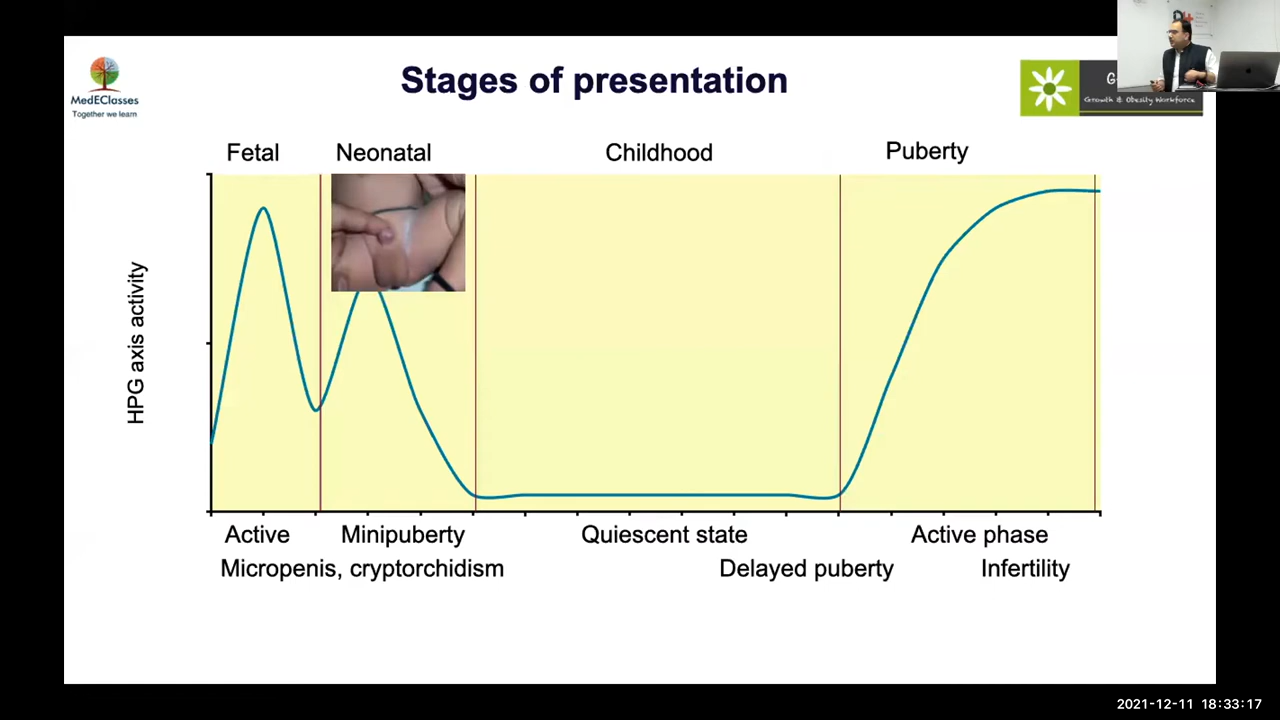 MedEClasses
Together we learn
Stages of presentation
Growth & Obesity Workforce
Fetal
Neonatal
Childhood
Puberty
HPG axis activity
Active
Minipuberty
Quiescent state
Active phase
Micropenis, cryptorchidism
Delayed puberty
Infertility
2021-12-11 18:33:17